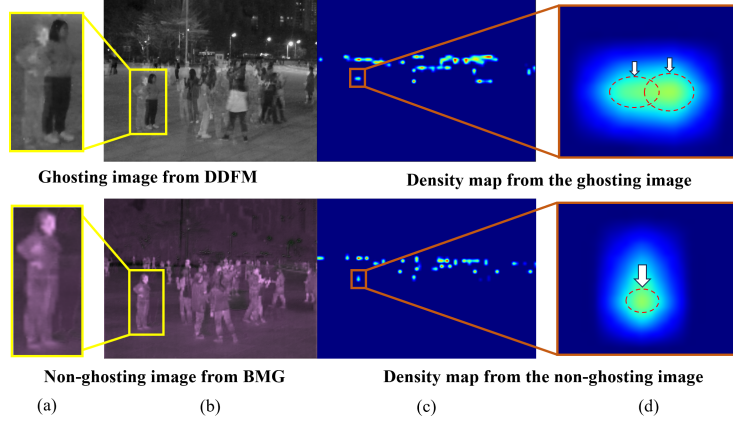 Ghosting image from DDFM
Density map from the ghosting image
Non-ghosting image from BMG
Density map from the non-ghosting image
(a)
(b)
(c)
(d)